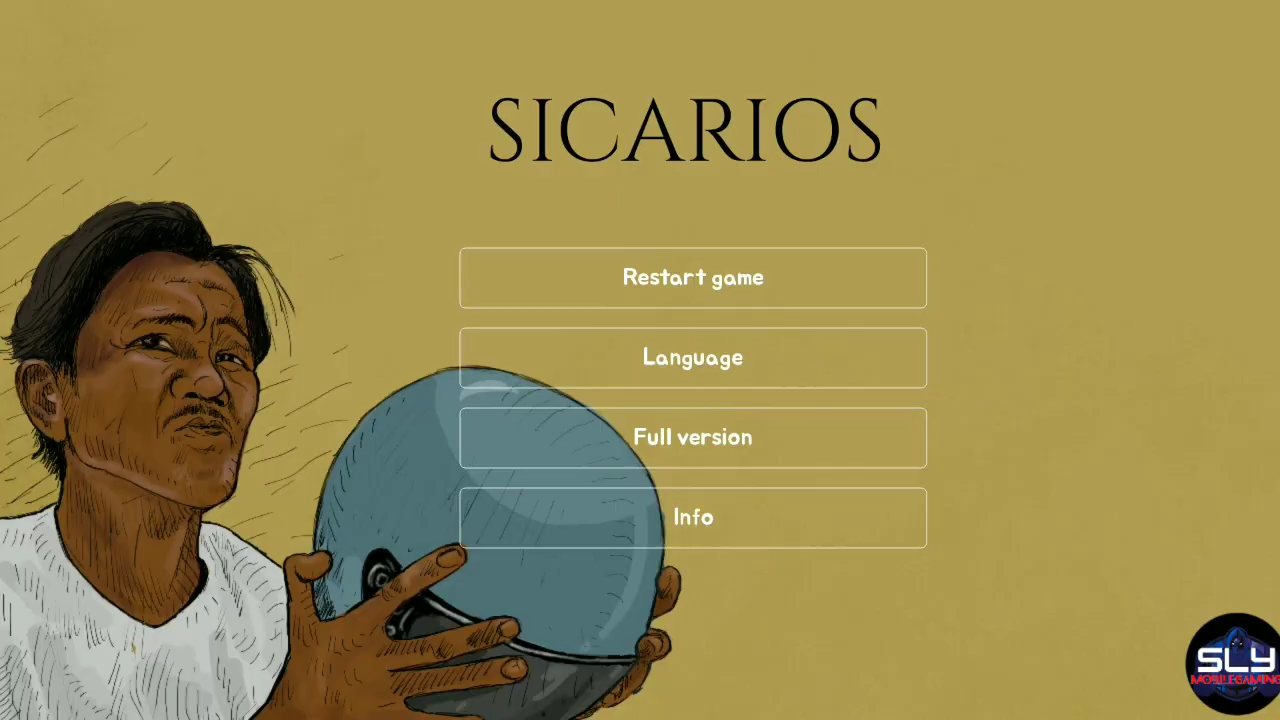 SICARIOS
Restart game
Language
Full version
Info
SLY
MOBILEGAMING